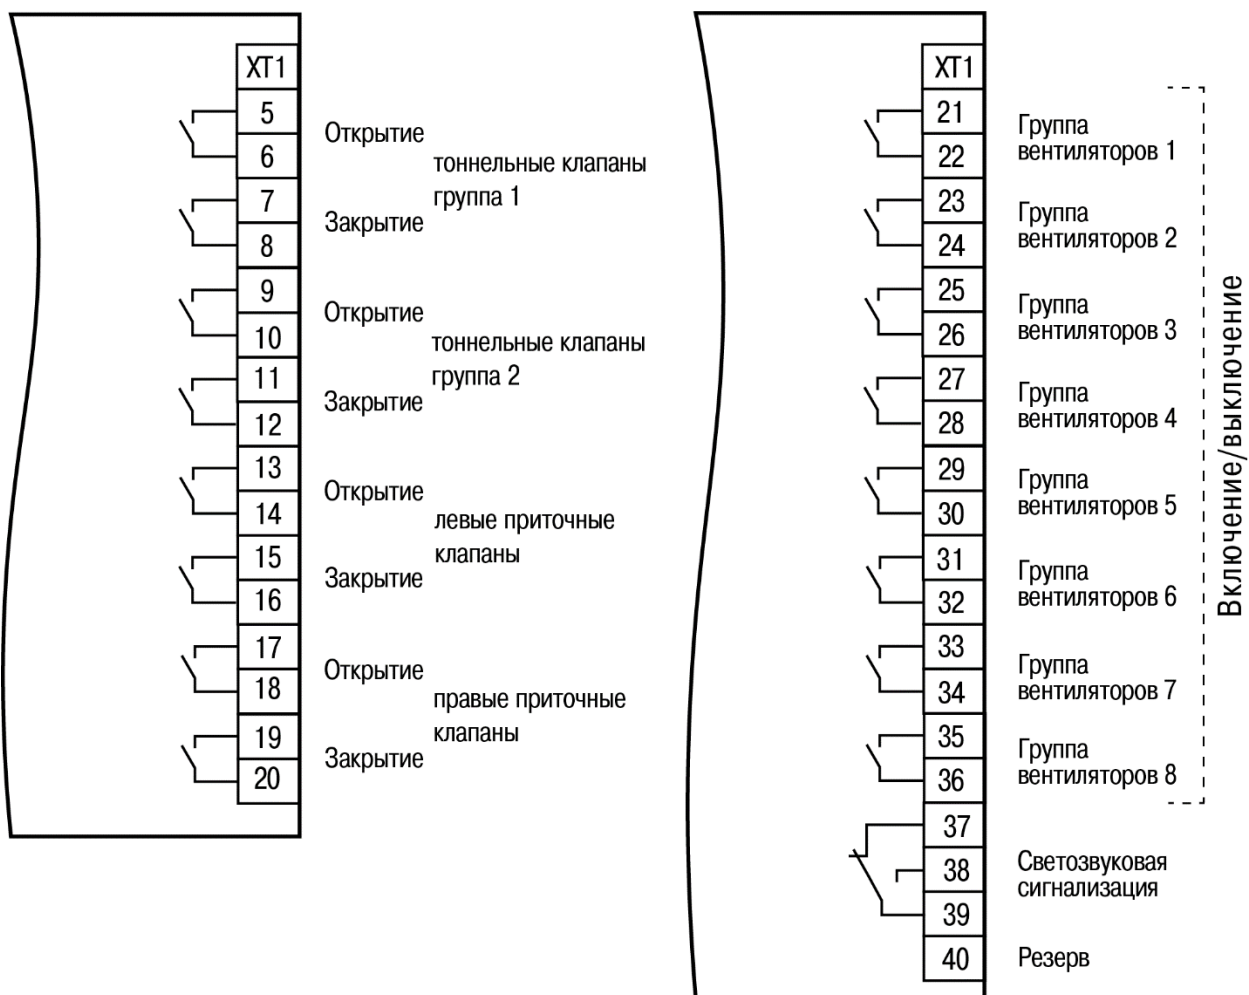 XT1
5
Открытие
6
тоннельные клапаны
группа 1
7
Закрытие
8
9
Открытие
10
тоннельные клапаны
группа 2
11
Закрытие
12
13
Открытие
14
левые приточные
клапаны
15
Закрытие
16
17
Открытие
18
правые приточные
клапаны
19
Закрытие
20
XT1
21
Группа
вентиляторов 1
22
23
Группа
вентиляторов 2
24
25
Группа
вентиляторов 3
26
27
Группа
вентиляторов 4
28
29
Группа
вентиляторов 5
30
31
Группа
вентиляторов 6
32
33
Группа
вентиляторов 7
34
35
Группа
вентиляторов 8
36
Включение/выключение
37
38
Светозвуковая
сигнализация
39
40
Резерв